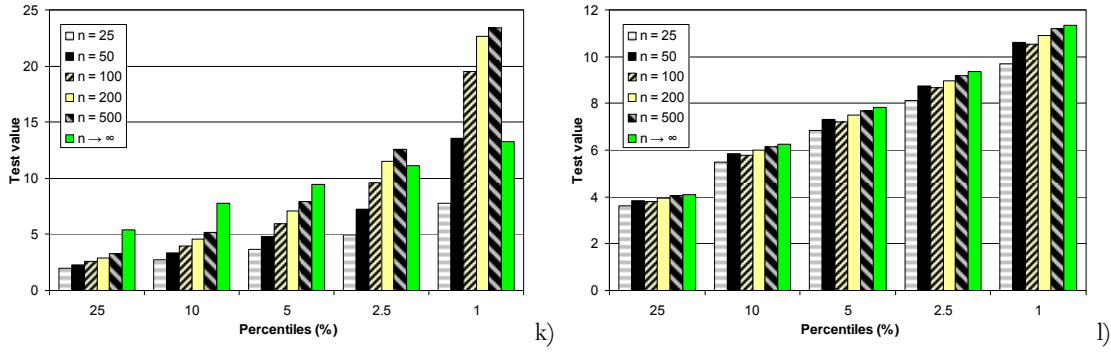 25
20
15
10
5
0
Test value
n = 25
n = 50
n = 100
n = 200
n = 500
n → ∞
25 10 5 2.5 1
Percentiles (%)
k)
12
10
8
6
4
2
0
Test value
n = 25
n = 50
n = 100
n = 200
n = 500
n → ∞
25 10 5 2.5 1
Percentiles (%)
l)